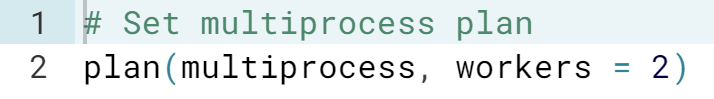 1 # Set multiprocess plan
2 plan(multiprocess, workers = 2)